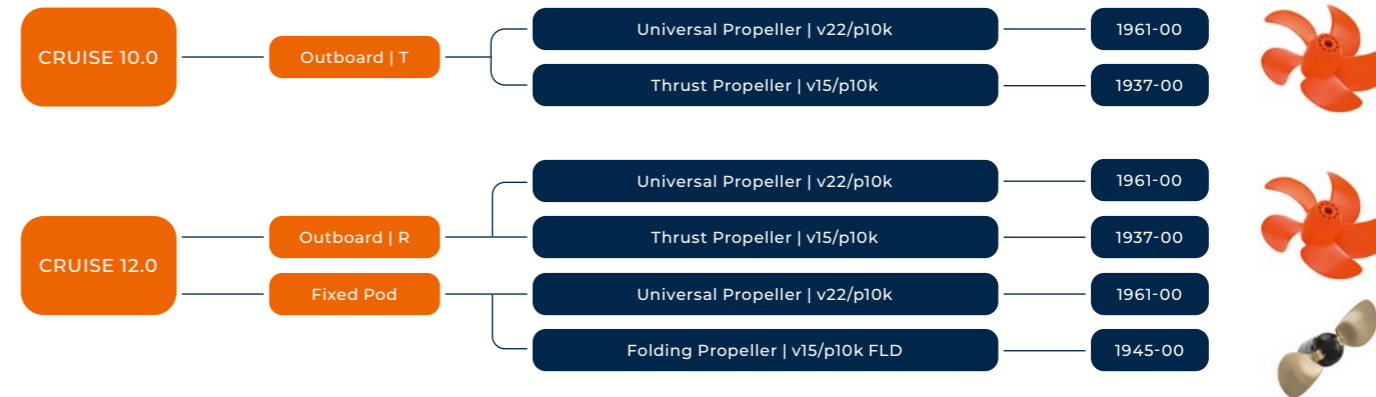 CRUISE 10.0
Outboard | T
Universal Propeller | v22/p10k
1961-00
Thrust Propeller | v15/p10k
1937-00
CRUISE 12.0
Outboard | R
Universal Propeller | v22/p10k
1961-00
Thrust Propeller | v15/p10k
1937-00
Fixed Pod
Universal Propeller | v22/p10k
1961-00
Folding Propeller | v15/p10k FLD
1945-00